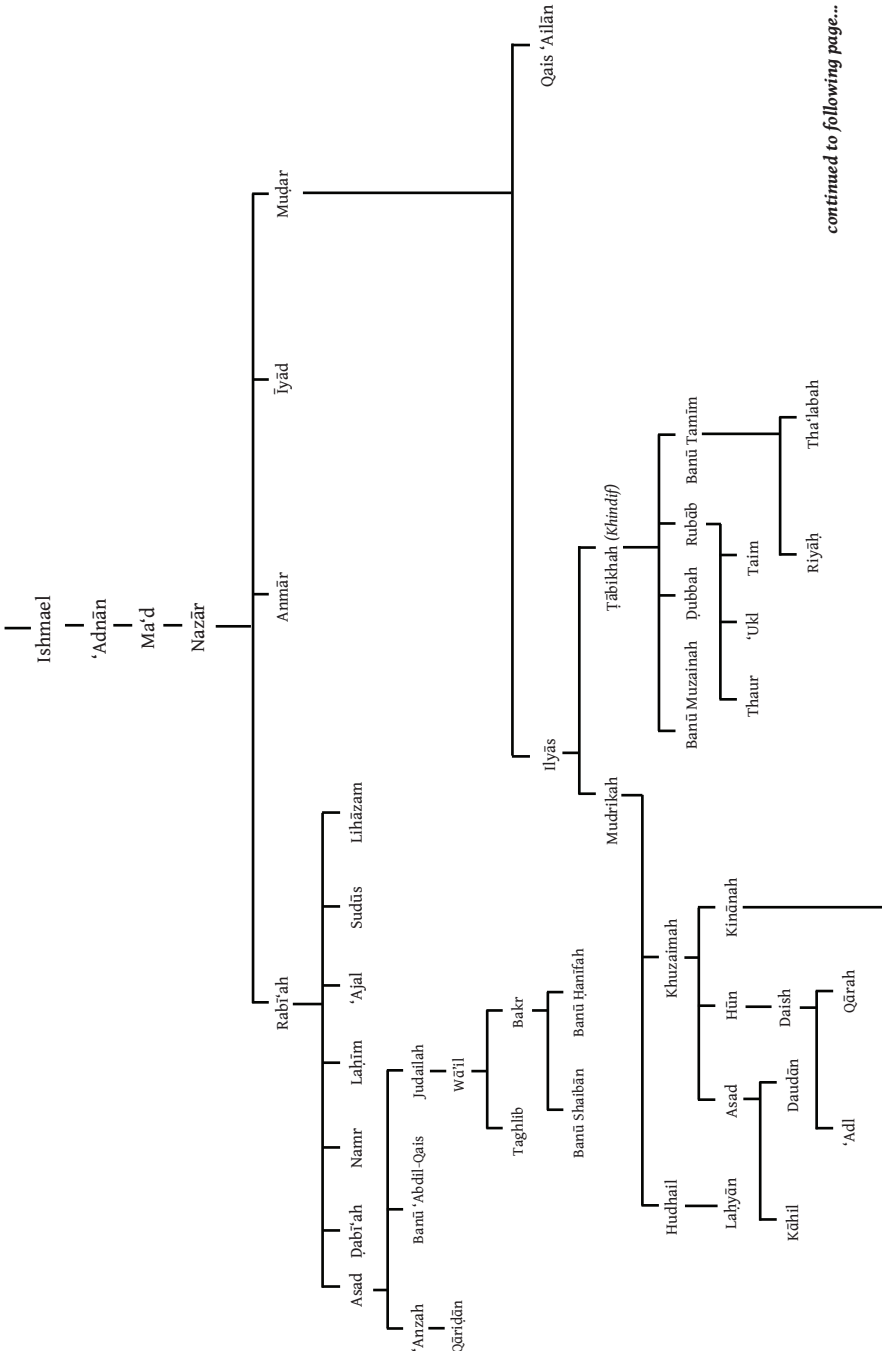 Ishmael
‘Adnān
Ma‘d
Nazār
Rabī‘ah
Anmār
Īyād
Muḍar
Asad
Ḍabī‘ah
Namr
Laḥīm
‘Ajal
Sudūs
Lihāzam
‘Anzah
Banū ‘Abdil-Qais
Judailah
Qāriḍān
Wā’il
Taghlib
Bakr
Banū Shaibān
Banū Ḥanīfah
Ilyās
Qais ‘Ailān
Mudrikah
Ṭābikhah (Khindif)
Hudhail
Khuzaimah
Banū Muzainah
Ḍubbah
Rubāb
Banū Tamīm
Laḥyān
Asad
Hūn
Kinānah
Thaur
‘Ukl
Taim
Kāhil
Daudān
Daish
Riyāḥ
Tha‘labah
‘Adl
Qārah
continued to following page...